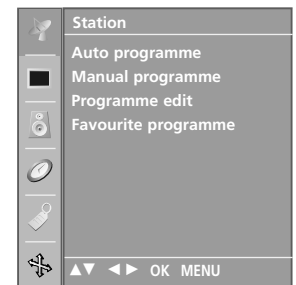 Station
Auto programme
Manual programme
Programme edit
Favourite programme
▲▼ ◄► OK MENU